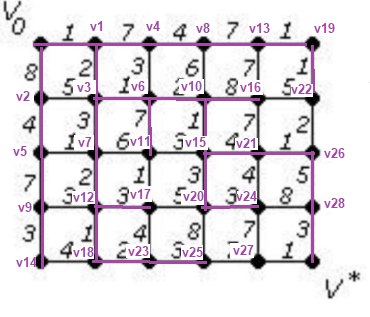 V0 1 v1 7 v4 4 v8 7 v13 1 v19
8 2 3 6 7 1
v2 5 v3 1 v6 v10 8 v16 5 v22
4 3 7 1 7 2
v5 1 v7 6 v11 3 v15 4 v21 1 v26
7 2 1 3 4 5
v9 3 v12 3 v17 5 v20 3 v24 8 v28
3 1 4 8 7 3
v14 4 v18 2 v23 3 v25 v27 1
V*